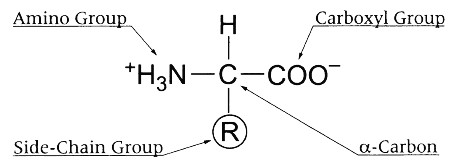 Amino Group
Carboxyl Group
H
⁺H₃N—C—COO⁻
R
Side-Chain Group
α-Carbon